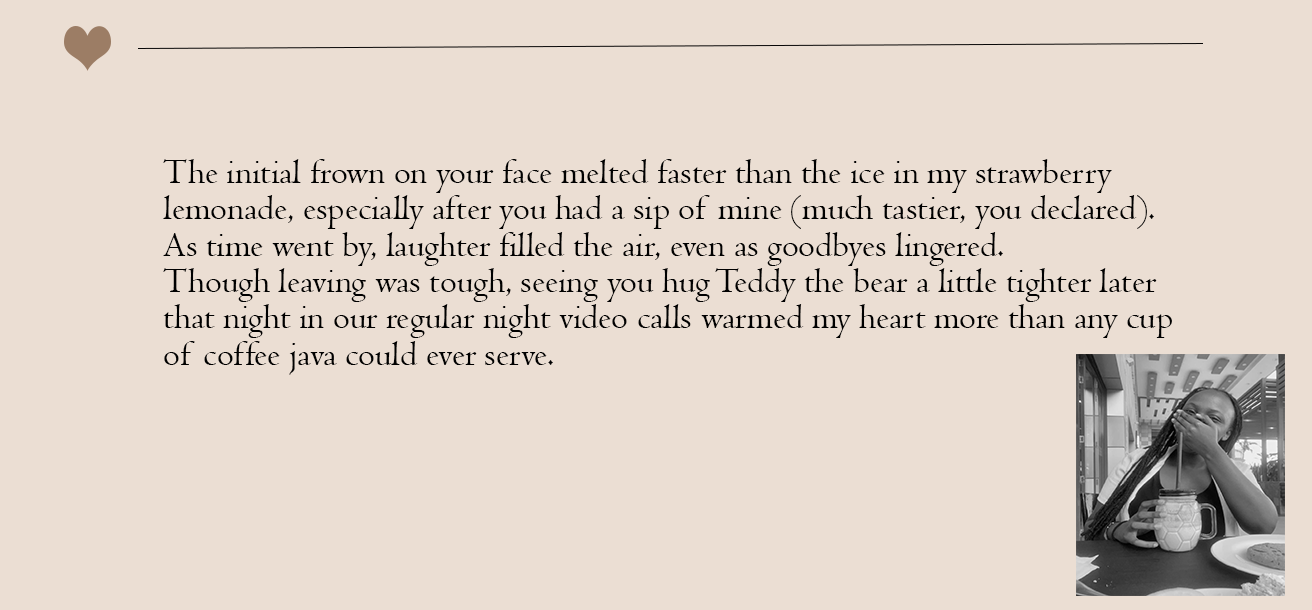 The initial frown on your face melted faster than the ice in my strawberry
lemonade, especially after you had a sip of mine (much tastier, you declared).
As time went by, laughter filled the air, even as goodbyes lingered.
Though leaving was tough, seeing you hug Teddy the bear a little tighter later
that night in our regular night video calls warmed my heart more than any cup
of coffee java could ever serve.